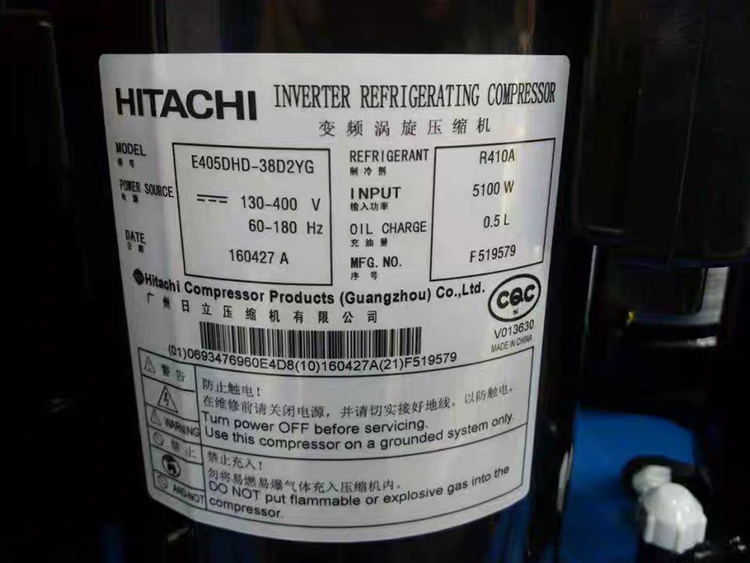 HITACHI INVERTER REFRIGERATING COMPRESSOR
变频涡旋压缩机
MODEL
型号
E405DHD-38D2YG
POWER SOURCE
电源
130-400 V
60-180 Hz
DATE
日期
160427 A
REFRIGERANT
制冷剂
R410A
INPUT
输入功率
5100 W
OIL CHARGE
充油量
0.5 L
MFG. NO.
序号
F519579
Hitachi Compressor Products (Guangzhou) Co., Ltd.
广州日立压缩机有限公司
CQC
V013630
MADE IN CHINA
(01)0693476960E4D8(10)160427A(21)F519579
警告
WARNING
防止触电！
在维修前请关闭电源，并请切实接好地线，以防触电。
Turn power OFF before servicing.
Use this compressor on a grounded system only.
禁止
禁止充入！
勿将易燃易爆气体充入压缩机内。
DO NOT put flammable or explosive gas into the
compressor.